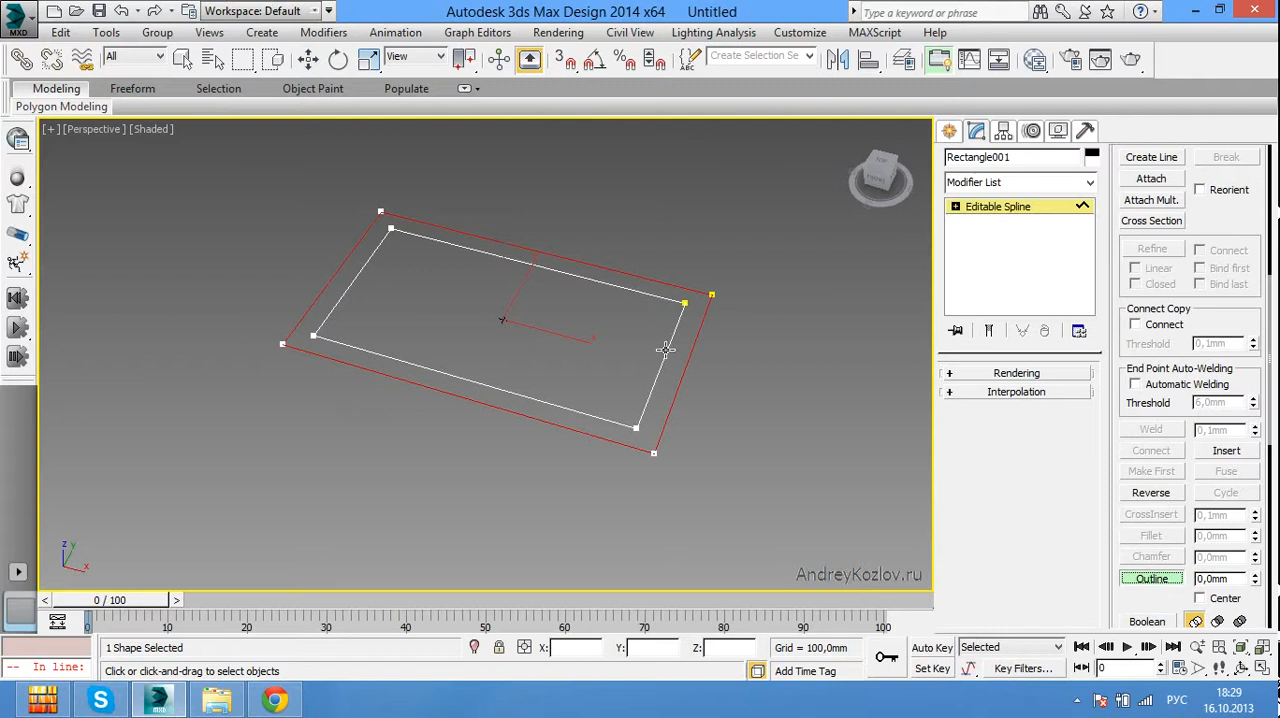 Workspace: Default
Autodesk 3ds Max Design 2014 x64 Untitled
Type a keyword or phrase
MXD
Edit Tools Group Views Create Modifiers Animation Graph Editors Rendering Civil View Lighting Analysis Customize MAXScript Help
All View 3 Create Selection Se
Modeling Freeform Selection Object Paint Populate
Polygon Modeling
[+] [Perspective] [Shaded]
TOP
FRONT
x
z
y
x
AndreyKozlov.ru
Rectangle001
Modifier List
Editable Spline
Rendering
Interpolation
Create Line Break
Attach Reorient
Attach Mult.
Cross Section
Refine Connect
Linear Bind first
Closed Bind last
Connect Copy
Connect
Threshold 0,1mm
End Point Auto-Welding
Automatic Welding
Threshold 6,0mm
Weld 0,1mm
Connect Insert
Make First Fuse
Reverse Cycle
CrossInsert 0,1mm
Fillet 0,0mm
Chamfer 0,0mm
Outline 0,0mm
Center
Boolean
< 0 / 100 >
0 10 20 30 40 50 60 70 80 90 100
1 Shape Selected X: Y: Z: Grid = 100,0mm Auto Key Selected
-- In line: Click or click-and-drag to select objects Add Time Tag Set Key Key Filters... 0
РУС
18:29
16.10.2013